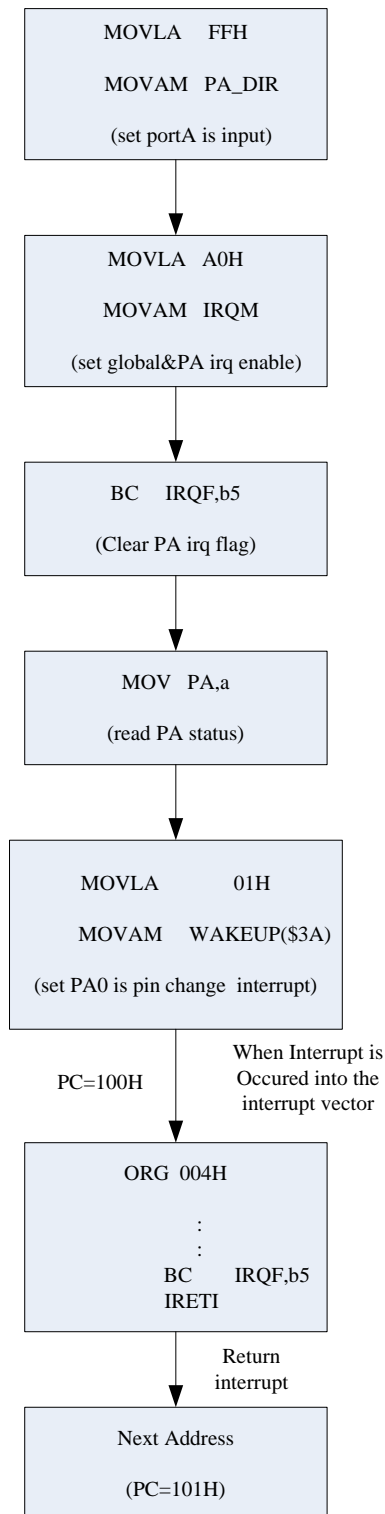 MOVLA FFH
MOVAM PA_DIR
(set portA is input)
MOVLA A0H
MOVAM IRQM
(set global&PA irq enable)
BC IRQF,b5
(Clear PA irq flag)
MOV PA,a
(read PA status)
MOVLA 01H
MOVAM WAKEUP($3A)
(set PA0 is pin change interrupt)
PC=100H
When Interrupt is
Occured into the
interrupt vector
ORG 004H
:
:
BC IRQF,b5
IRETI
Return
interrupt
Next Address
(PC=101H)